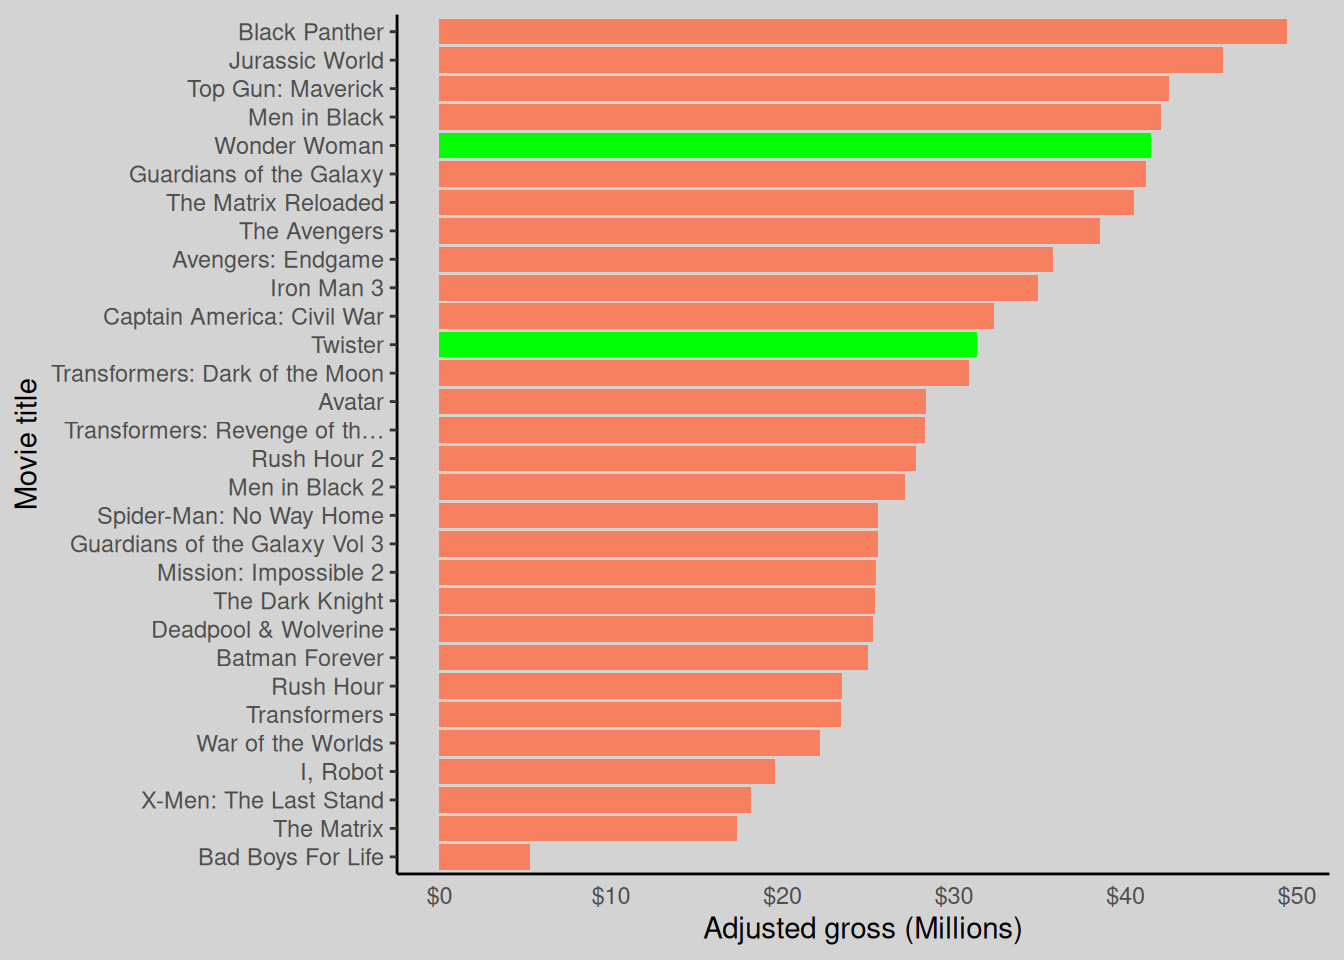 Black Panther
Jurassic World
Top Gun: Maverick
Men in Black
Wonder Woman
Guardians of the Galaxy
The Matrix Reloaded
The Avengers
Avengers: Endgame
Iron Man 3
Captain America: Civil War
Twister
Transformers: Dark of the Moon
Avatar
Transformers: Revenge of th…
Rush Hour 2
Men in Black 2
Spider-Man: No Way Home
Guardians of the Galaxy Vol 3
Mission: Impossible 2
The Dark Knight
Deadpool & Wolverine
Batman Forever
Rush Hour
Transformers
War of the Worlds
I, Robot
X-Men: The Last Stand
The Matrix
Bad Boys For Life
Movie title
$0 $10 $20 $30 $40 $50
Adjusted gross (Millions)